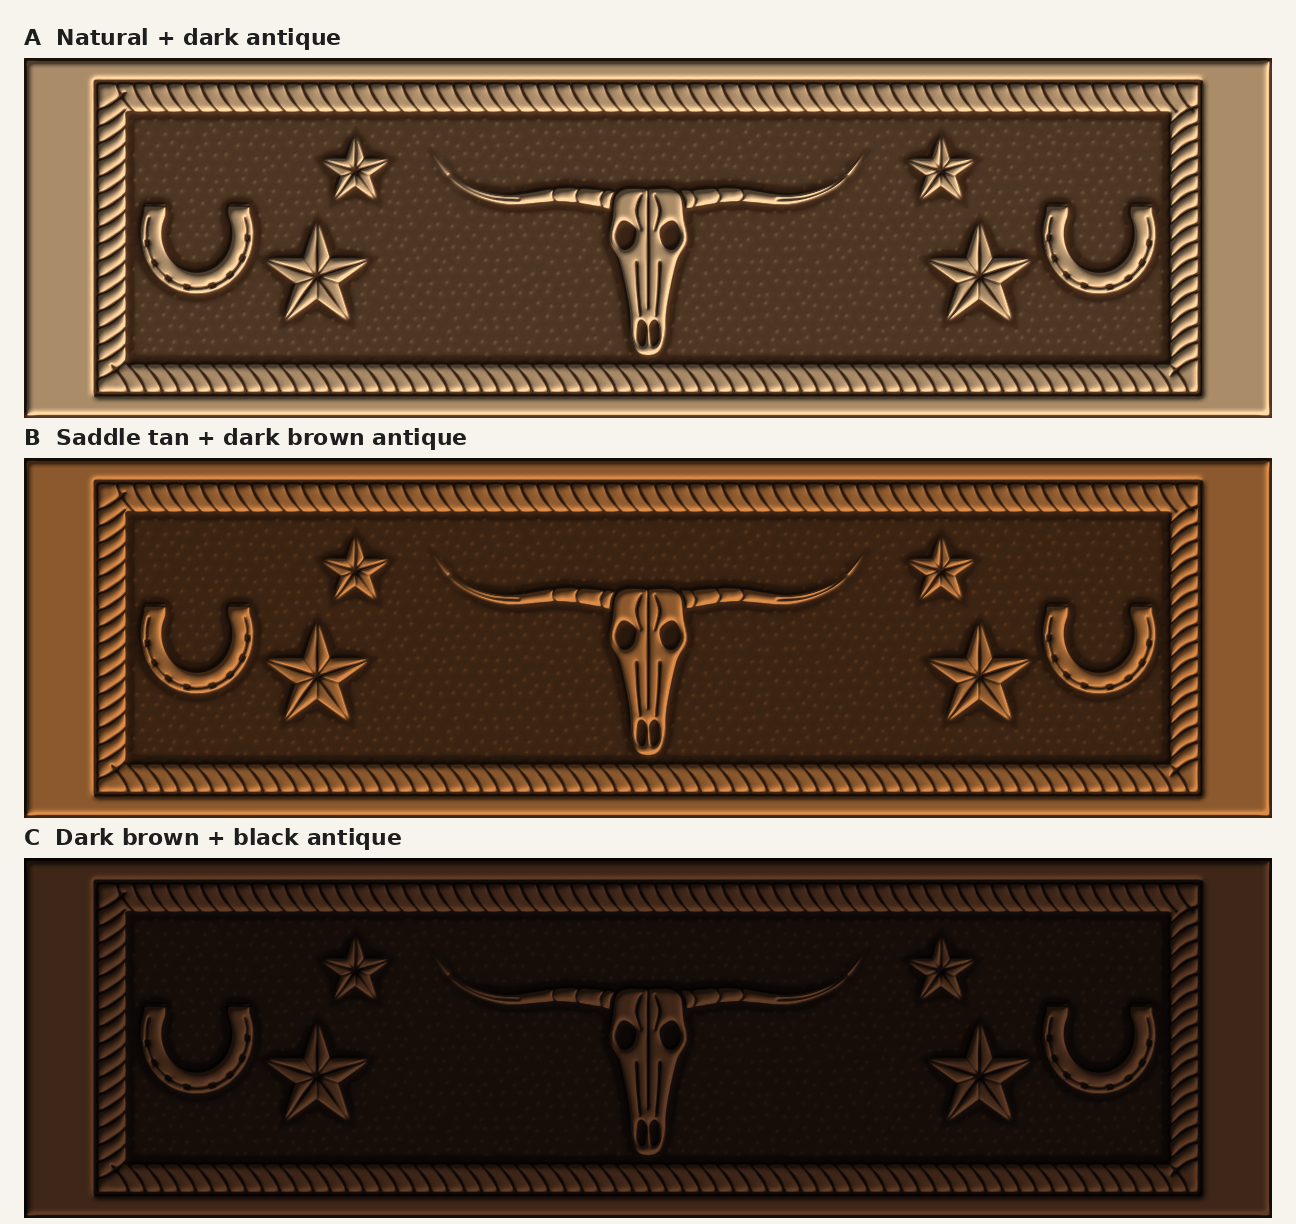 A Natural + dark antique
B Saddle tan + dark brown antique
C Dark brown + black antique